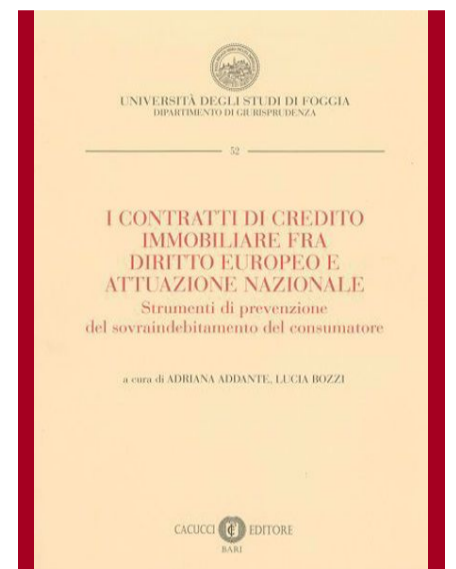 UNIVERSITÀ DEGLI STUDI DI FOGGIA
DIPARTIMENTO DI GIURISPRUDENZA
52
I CONTRATTI DI CREDITO
IMMOBILIARE FRA
DIRITTO EUROPEO E
ATTUAZIONE NAZIONALE
Strumenti di prevenzione
del sovraindebitamento del consumatore
a cura di ADRIANA ADDANTE, LUCIA BOZZI
CACUCCI EDITORE
BARI